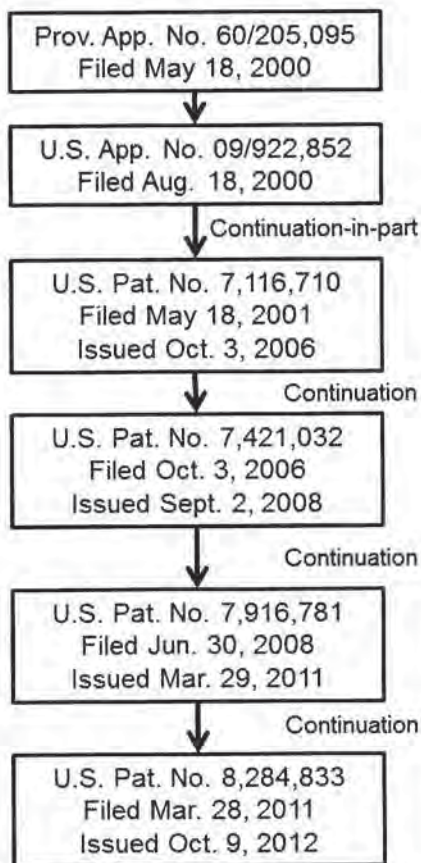 Prov. App. No. 60/205,095
Filed May 18, 2000
U.S. App. No. 09/922,852
Filed Aug. 18, 2000
Continuation-in-part
U.S. Pat. No. 7,116,710
Filed May 18, 2001
Issued Oct. 3, 2006
Continuation
U.S. Pat. No. 7,421,032
Filed Oct. 3, 2006
Issued Sept. 2, 2008
Continuation
U.S. Pat. No. 7,916,781
Filed Jun. 30, 2008
Issued Mar. 29, 2011
Continuation
U.S. Pat. No. 8,284,833
Filed Mar. 28, 2011
Issued Oct. 9, 2012